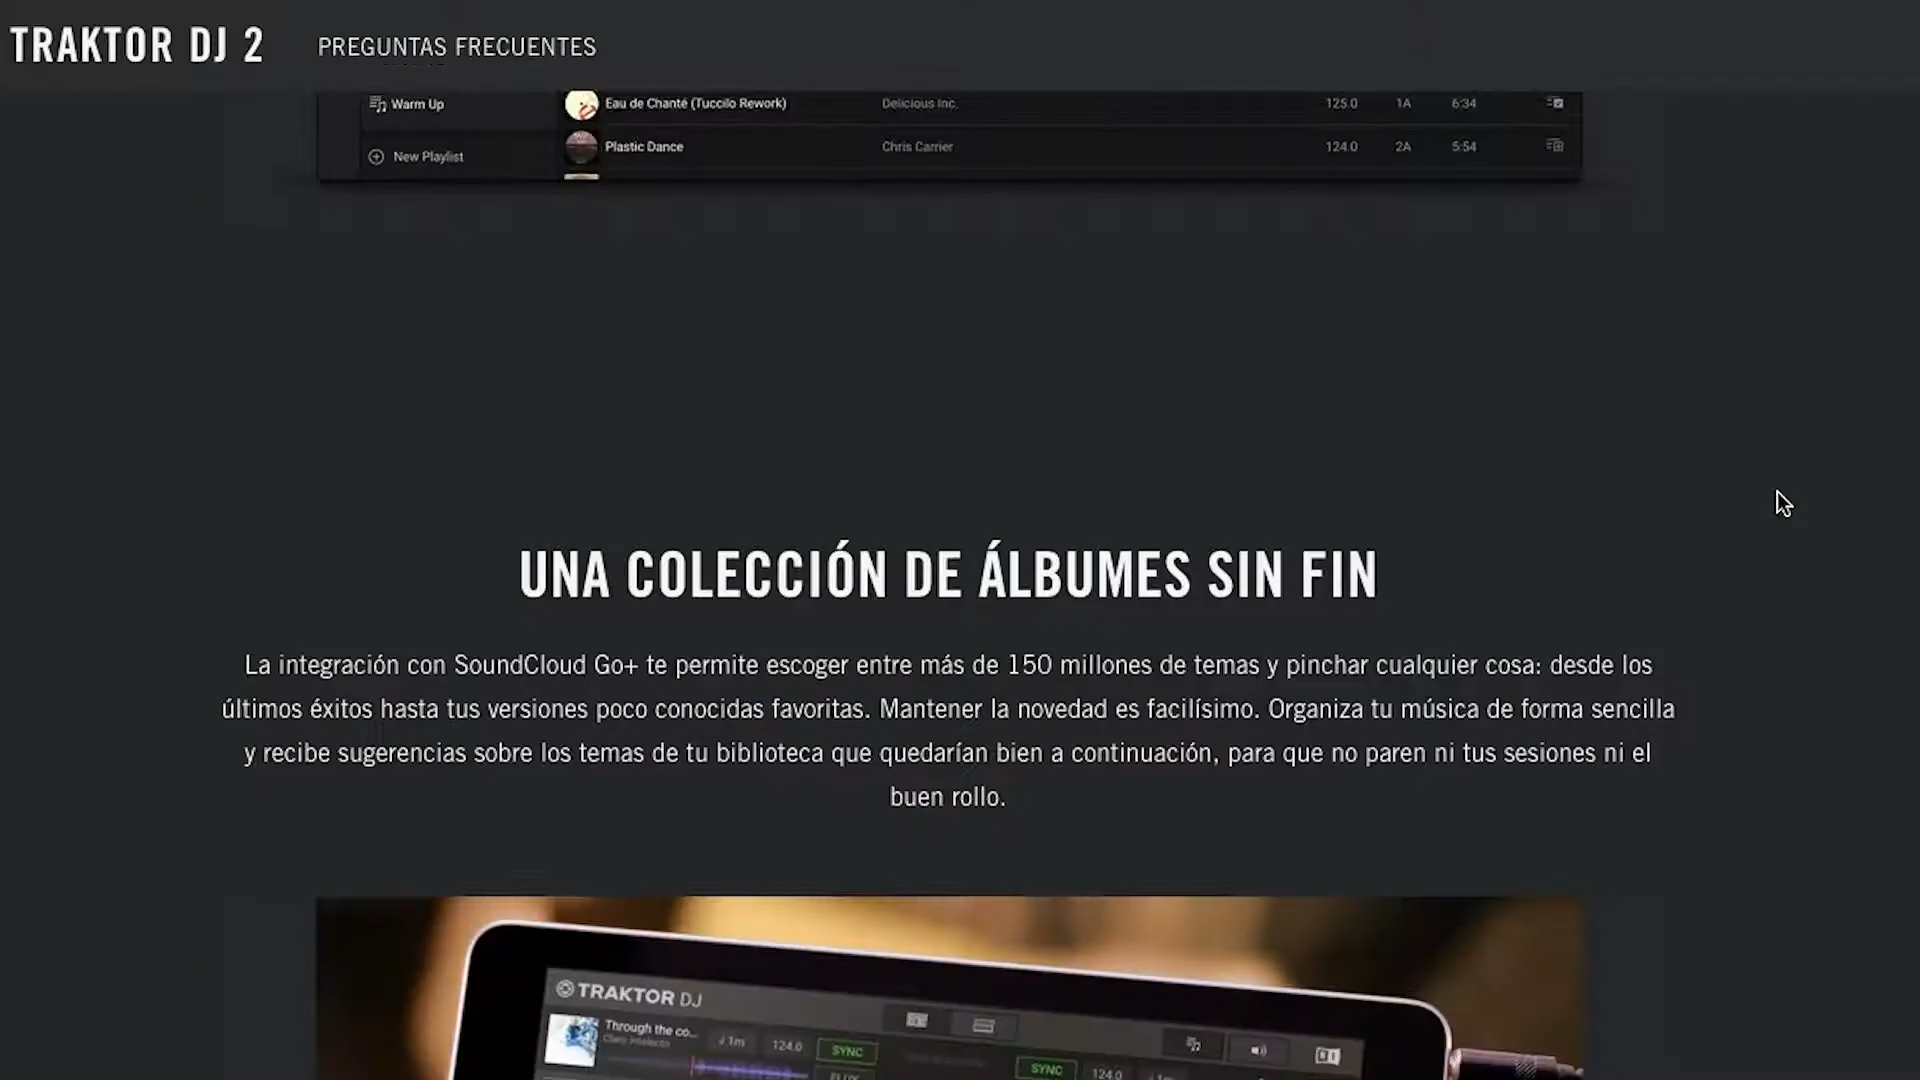 TRAKTOR DJ 2 PREGUNTAS FRECUENTES
Warm Up Eau de Chanté (Tuccilo Rework) Delicious Inc. 125.0 1A 6:34
Plastic Dance Chris Carrier 124.0 2A 5:54
New Playlist
UNA COLECCIÓN DE ÁLBUMES SIN FIN
La integración con SoundCloud Go+ te permite escoger entre más de 150 millones de temas y pinchar cualquier cosa: desde los
últimos éxitos hasta tus versiones poco conocidas favoritas. Mantener la novedad es facilísimo. Organiza tu música de forma sencilla
y recibe sugerencias sobre los temas de tu biblioteca que quedarían bien a continuación, para que no paren ni tus sesiones ni el
buen rollo.
TRAKTOR DJ
Through the co...
1m 124.0 SYNC
SYNC 124.0 1m
FLUX